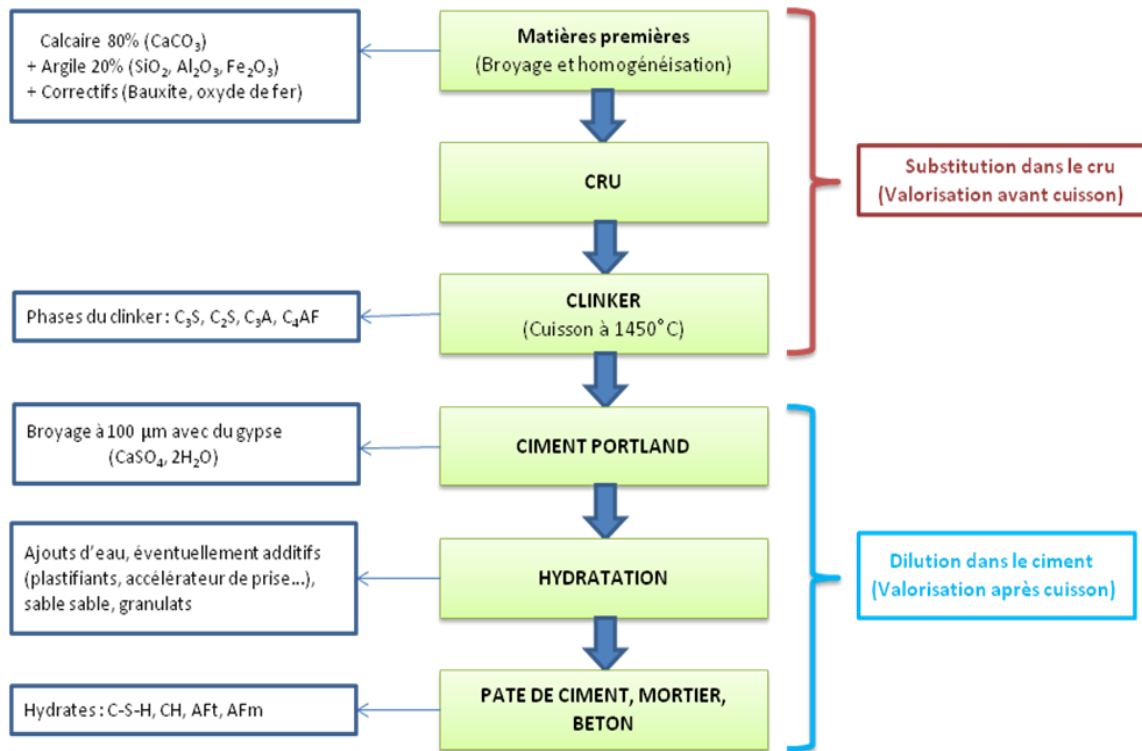 Calcaire 80% (CaCO₃)
+ Argile 20% (SiO₂, Al₂O₃, Fe₂O₃)
+ Correctifs (Bauxite, oxyde de fer)
Matières premières
(Broyage et homogénéisation)
CRU
Substitution dans le cru
(Valorisation avant cuisson)
Phases du clinker : C₃S, C₂S, C₃A, C₄AF
CLINKER
(Cuisson à 1450°C)
Broyage à 100 µm avec du gypse
(CaSO₄, 2H₂O)
CIMENT PORTLAND
Ajouts d'eau, éventuellement additifs
(plastifiants, accélérateur de prise...),
sable sable, granulats
HYDRATATION
Dilution dans le ciment
(Valorisation après cuisson)
Hydrates : C-S-H, CH, AFt, AFm
PATE DE CIMENT, MORTIER,
BETON